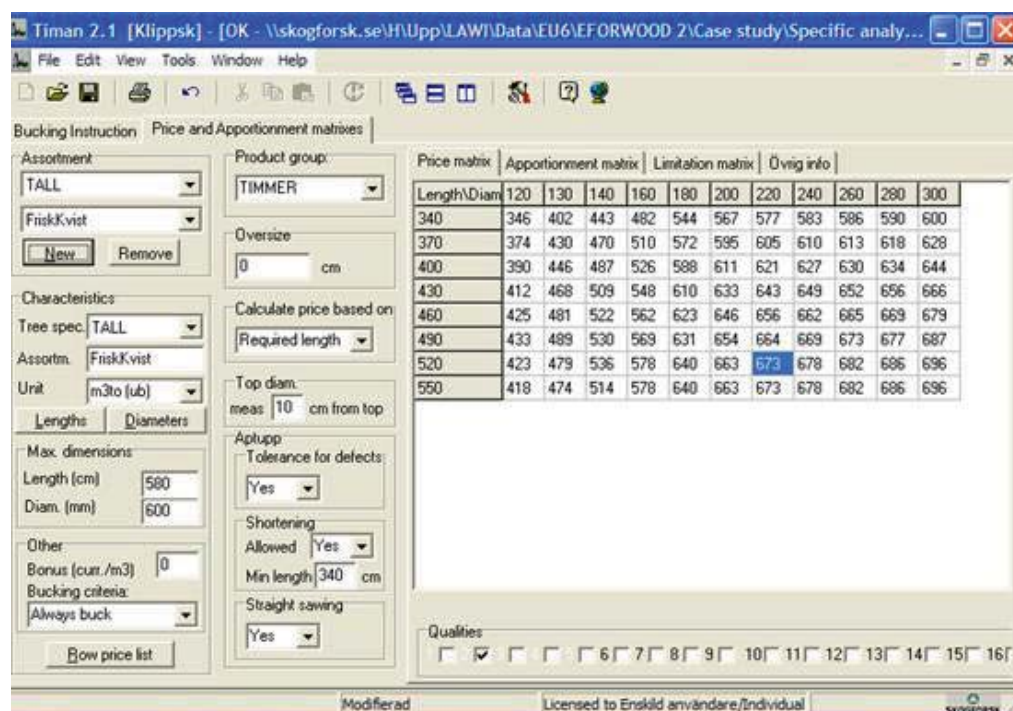 Timan 2.1 [Klippsk] - [OK - \\skogforsk.se\H\Upp\LAWI\Data\EU6\EFORWOOD 2\Case study\Specific analy...
File Edit View Tools Window Help
Bucking Instruction Price and Apportionment matrixes
Assortment
TALL
FriskKvist
New Remove
Characteristics
Tree spec. TALL
Assortm. FriskKvist
Unit m3to (ub)
Lengths Diameters
Max. dimensions
Length (cm) 580
Diam. (mm) 600
Other
Bonus (curr./m3) 0
Bucking criteria:
Always buck
Row price list
Product group:
TIMMER
Oversize
0 cm
Calculate price based on
Required length
Top diam.
meas 10 cm from top
Aptupp
Tolerance for defects
Yes
Shortening
Allowed Yes
Min length 340 cm
Straight sawing
Yes
Price matrix Apportionment matrix Limitation matrix Övrig info
Length\Diam 120 130 140 160 180 200 220 240 260 280 300
340 346 402 443 482 544 567 577 583 586 590 600
370 374 430 470 510 572 595 605 610 613 618 628
400 390 446 487 526 588 611 621 627 630 634 644
430 412 468 509 548 610 633 643 649 652 656 666
460 425 481 522 562 623 646 656 662 665 669 679
490 433 489 530 569 631 654 664 669 673 677 687
520 423 479 536 578 640 663 673 678 682 686 696
550 418 474 514 578 640 663 673 678 682 686 696
Qualities
6 7 8 9 10 11 12 13 14 15 16
Modifierad Licensed to Enskild användare/Individual
SKOGFORSK